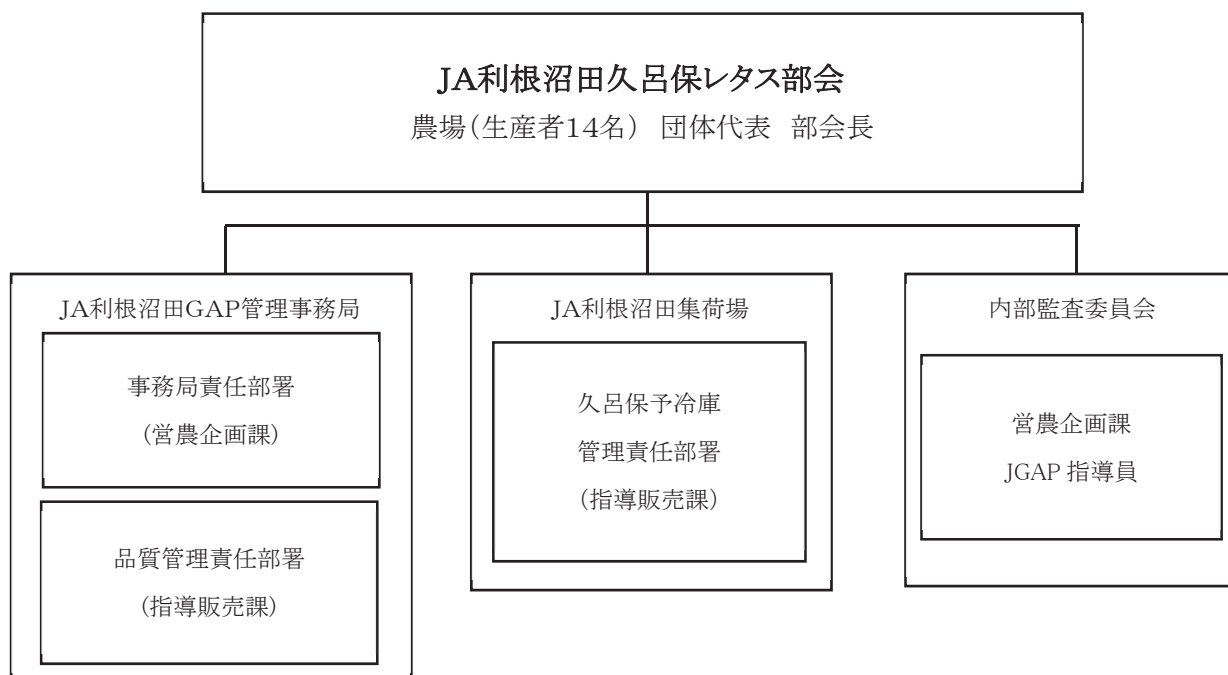 JA利根沼田久呂保レタス部会
農場（生産者14名） 団体代表 部会長
JA利根沼田GAP管理事務局
事務局責任部署
（営農企画課）
品質管理責任部署
（指導販売課）
JA利根沼田集荷場
久呂保予冷庫
管理責任部署
（指導販売課）
内部監査委員会
営農企画課
JGAP 指導員